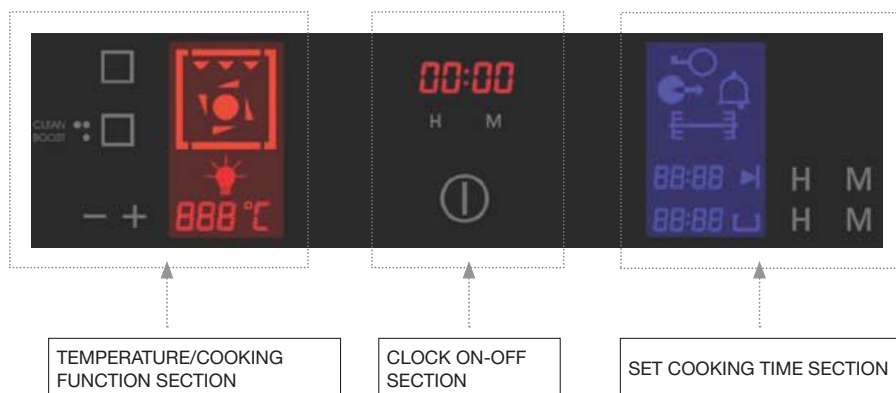 00:00
H M
CLEAN
BOOST
88:88 H M
- + 888 °C
88:88 H M
TEMPERATURE/COOKING
FUNCTION SECTION
CLOCK ON-OFF
SECTION
SET COOKING TIME SECTION